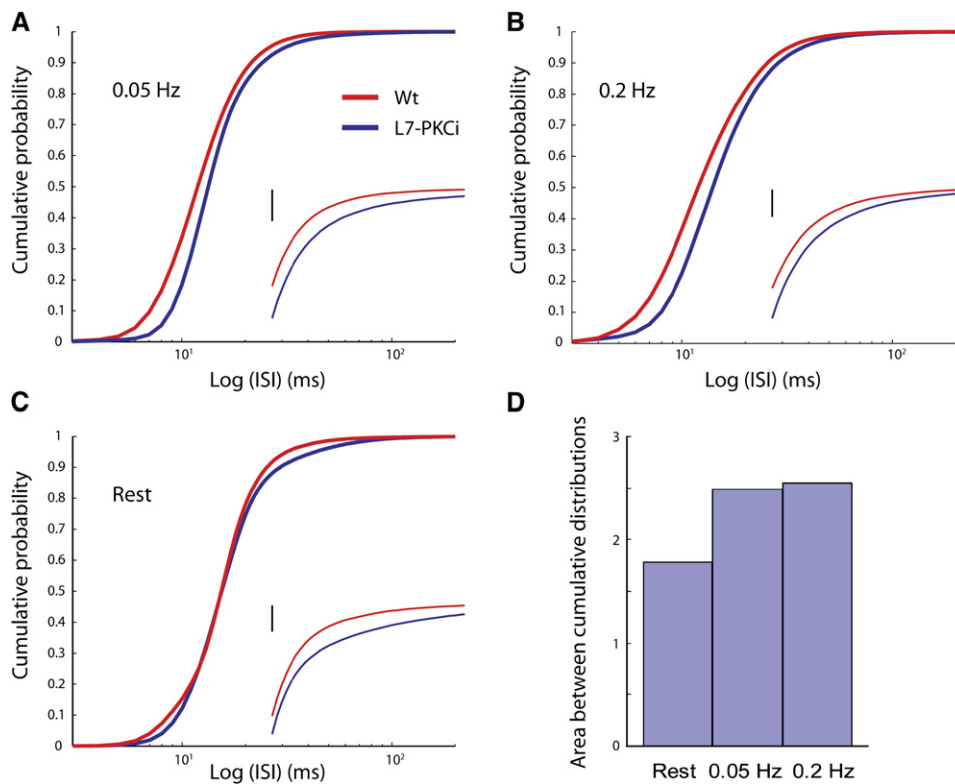 A
Cumulative probability
1
0.9
0.8
0.7
0.6
0.5
0.4
0.3
0.2
0.1
0
0.05 Hz
Wt
L7-PKCi
10¹
10²
Log (ISI) (ms)
B
Cumulative probability
1
0.9
0.8
0.7
0.6
0.5
0.4
0.3
0.2
0.1
0
0.2 Hz
10¹
10²
Log (ISI) (ms)
C
Cumulative probability
1
0.9
0.8
0.7
0.6
0.5
0.4
0.3
0.2
0.1
0
Rest
10¹
10²
Log (ISI) (ms)
D
Area between cumulative distributions
3
2
1
0
Rest 0.05 Hz 0.2 Hz